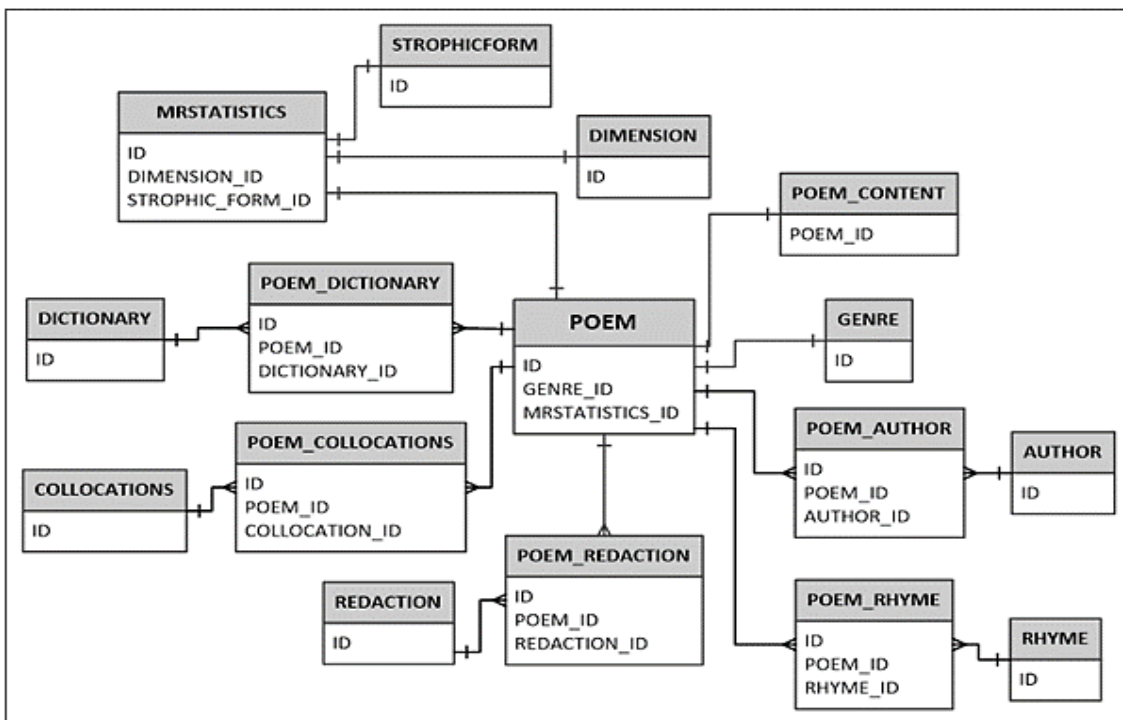 STROPHICFORM
ID
MRSTATISTICS
ID
DIMENSION_ID
STROPHIC_FORM_ID
DIMENSION
ID
POEM_CONTENT
POEM_ID
POEM_DICTIONARY
ID
POEM_ID
DICTIONARY_ID
DICTIONARY
ID
POEM
ID
GENRE_ID
MRSTATISTICS_ID
GENRE
ID
POEM_COLLOCATIONS
ID
POEM_ID
COLLOCATION_ID
COLLOCATIONS
ID
POEM_AUTHOR
ID
POEM_ID
AUTHOR_ID
AUTHOR
ID
POEM_REDACTION
ID
POEM_ID
REDACTION_ID
REDACTION
ID
POEM_RHYME
ID
POEM_ID
RHYME_ID
RHYME
ID